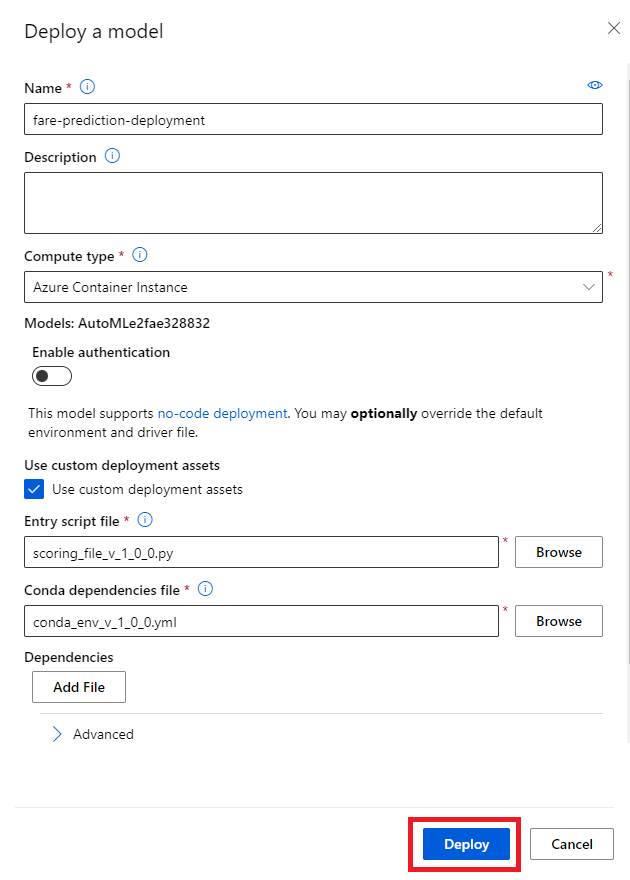 Deploy a model
Name *
fare-prediction-deployment
Description
Compute type *
Azure Container Instance
*
Models: AutoMLe2fae328832
Enable authentication
This model supports no-code deployment. You may optionally override the default
environment and driver file.
Use custom deployment assets
Use custom deployment assets
Entry script file *
scoring_file_v_1_0_0.py
*
Browse
Conda dependencies file *
conda_env_v_1_0_0.yml
*
Browse
Dependencies
Add File
Advanced
Deploy
Cancel